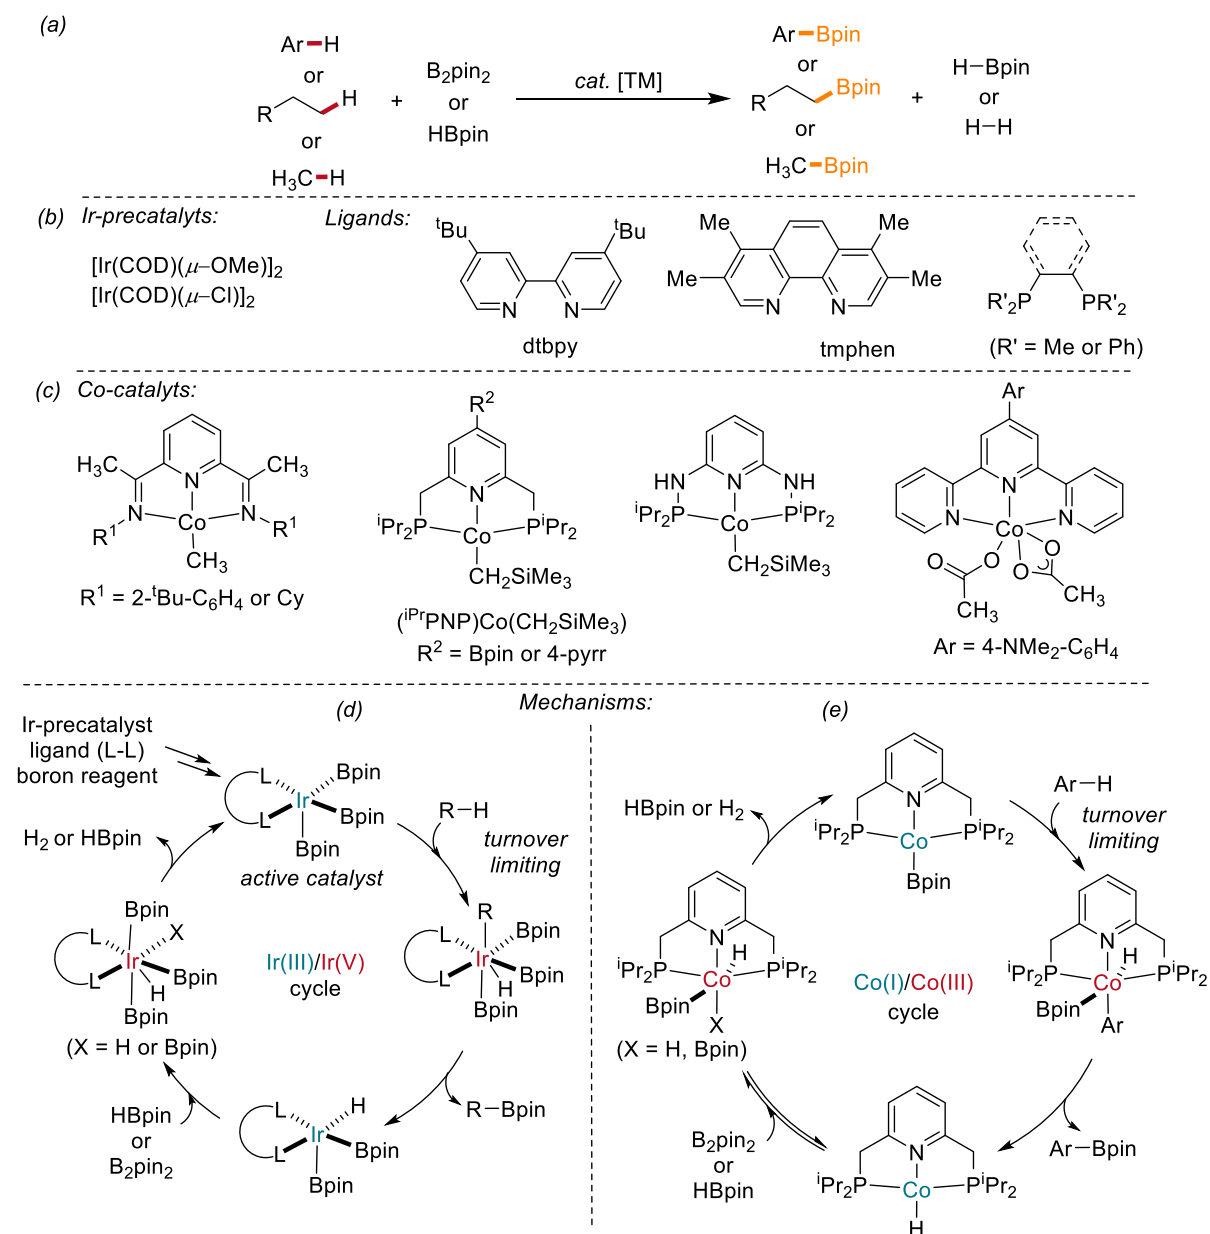 (a)
Ar–H
or
R
H
or
H₃C–H
+
B₂pin₂
or
HBpin
cat. [TM]
Ar–Bpin
or
R
Bpin
or
H₃C–Bpin
+
H–Bpin
or
H–H
(b) Ir-precatalyts:
[Ir(COD)(μ–OMe)]₂
[Ir(COD)(μ–Cl)]₂
Ligands:
ᵗBu
ᵗBu
N
N
dtbpy
Me
Me
Me
Me
N
N
tmphen
R'₂P
PR'₂
(R' = Me or Ph)
(c) Co-catalyts:
H₃C
CH₃
N
N
N
R¹
R¹
Co
CH₃
R¹ = 2-ᵗBu-C₆H₄ or Cy
R²
N
ⁱPr₂P
PⁱPr₂
Co
CH₂SiMe₃
(ⁱᴾʳPNP)Co(CH₂SiMe₃)
R² = Bpin or 4-pyrr
NH
N
NH
ⁱPr₂P
PⁱPr₂
Co
CH₂SiMe₃
Ar
N
N
N
Co
O
O
O
O
CH₃
CH₃
Ar = 4-NMe₂-C₆H₄
Mechanisms:
(d)
Ir-precatalyst
ligand (L-L)
boron reagent
L
L
Ir
Bpin
Bpin
Bpin
active catalyst
R–H
turnover
limiting
R
L
L
Ir
Bpin
Bpin
H
Bpin
R–Bpin
L
L
Ir
H
Bpin
Bpin
HBpin
or
B₂pin₂
Bpin
L
L
X
Ir
Bpin
H
Bpin
(X = H or Bpin)
H₂ or HBpin
Ir(III)/Ir(V)
cycle
(e)
N
ⁱPr₂P
PⁱPr₂
Co
Bpin
Ar–H
turnover
limiting
N
H
ⁱPr₂P
PⁱPr₂
Co
Bpin
Ar
Ar–Bpin
N
ⁱPr₂P
PⁱPr₂
Co
H
B₂pin₂
or
HBpin
N
H
ⁱPr₂P
PⁱPr₂
Co
Bpin
X
(X = H, Bpin)
HBpin or H₂
Co(I)/Co(III)
cycle